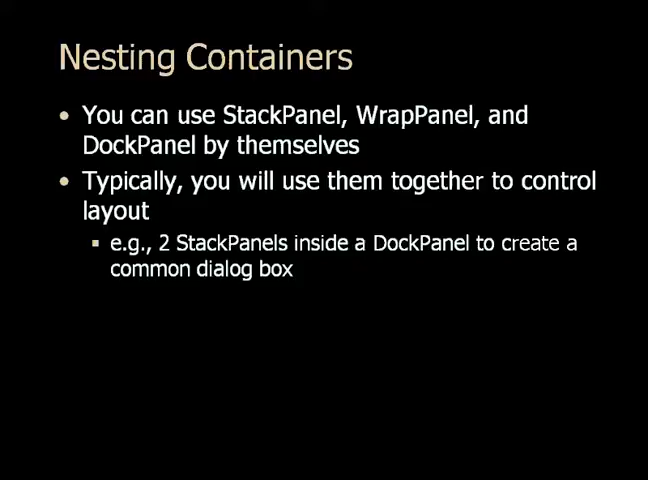 Nesting Containers
• You can use StackPanel, WrapPanel, and
DockPanel by themselves
• Typically, you will use them together to control
layout
▪ e.g., 2 StackPanels inside a DockPanel to create a
common dialog box